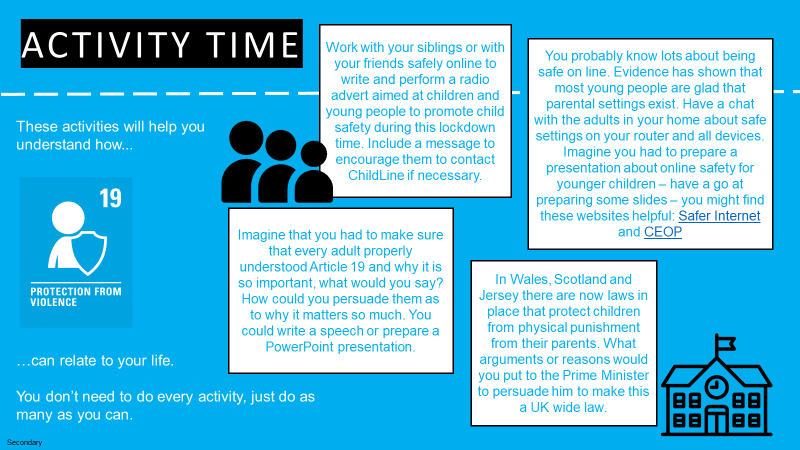 ACTIVITY TIME
These activities will help you
understand how...
19
PROTECTION FROM
VIOLENCE
…can relate to your life.
You don’t need to do every activity, just do as
many as you can.
Secondary
Work with your siblings or with
your friends safely online to
write and perform a radio
advert aimed at children and
young people to promote child
safety during this lockdown
time. Include a message to
encourage them to contact
ChildLine if necessary.
You probably know lots about being
safe on line. Evidence has shown that
most young people are glad that
parental settings exist. Have a chat
with the adults in your home about safe
settings on your router and all devices.
Imagine you had to prepare a
presentation about online safety for
younger children – have a go at
preparing some slides – you might find
these websites helpful: Safer Internet
and CEOP
Imagine that you had to make sure
that every adult properly
understood Article 19 and why it is
so important, what would you say?
How could you persuade them as
to why it matters so much. You
could write a speech or prepare a
PowerPoint presentation.
In Wales, Scotland and
Jersey there are now laws in
place that protect children
from physical punishment
from their parents. What
arguments or reasons would
you put to the Prime Minister
to persuade him to make this
a UK wide law.